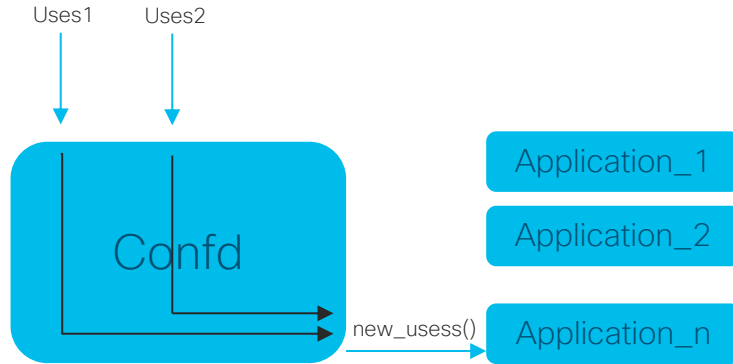 Uses1
Uses2
Application_1
Confd
Application_2
new_usess()
Application_n